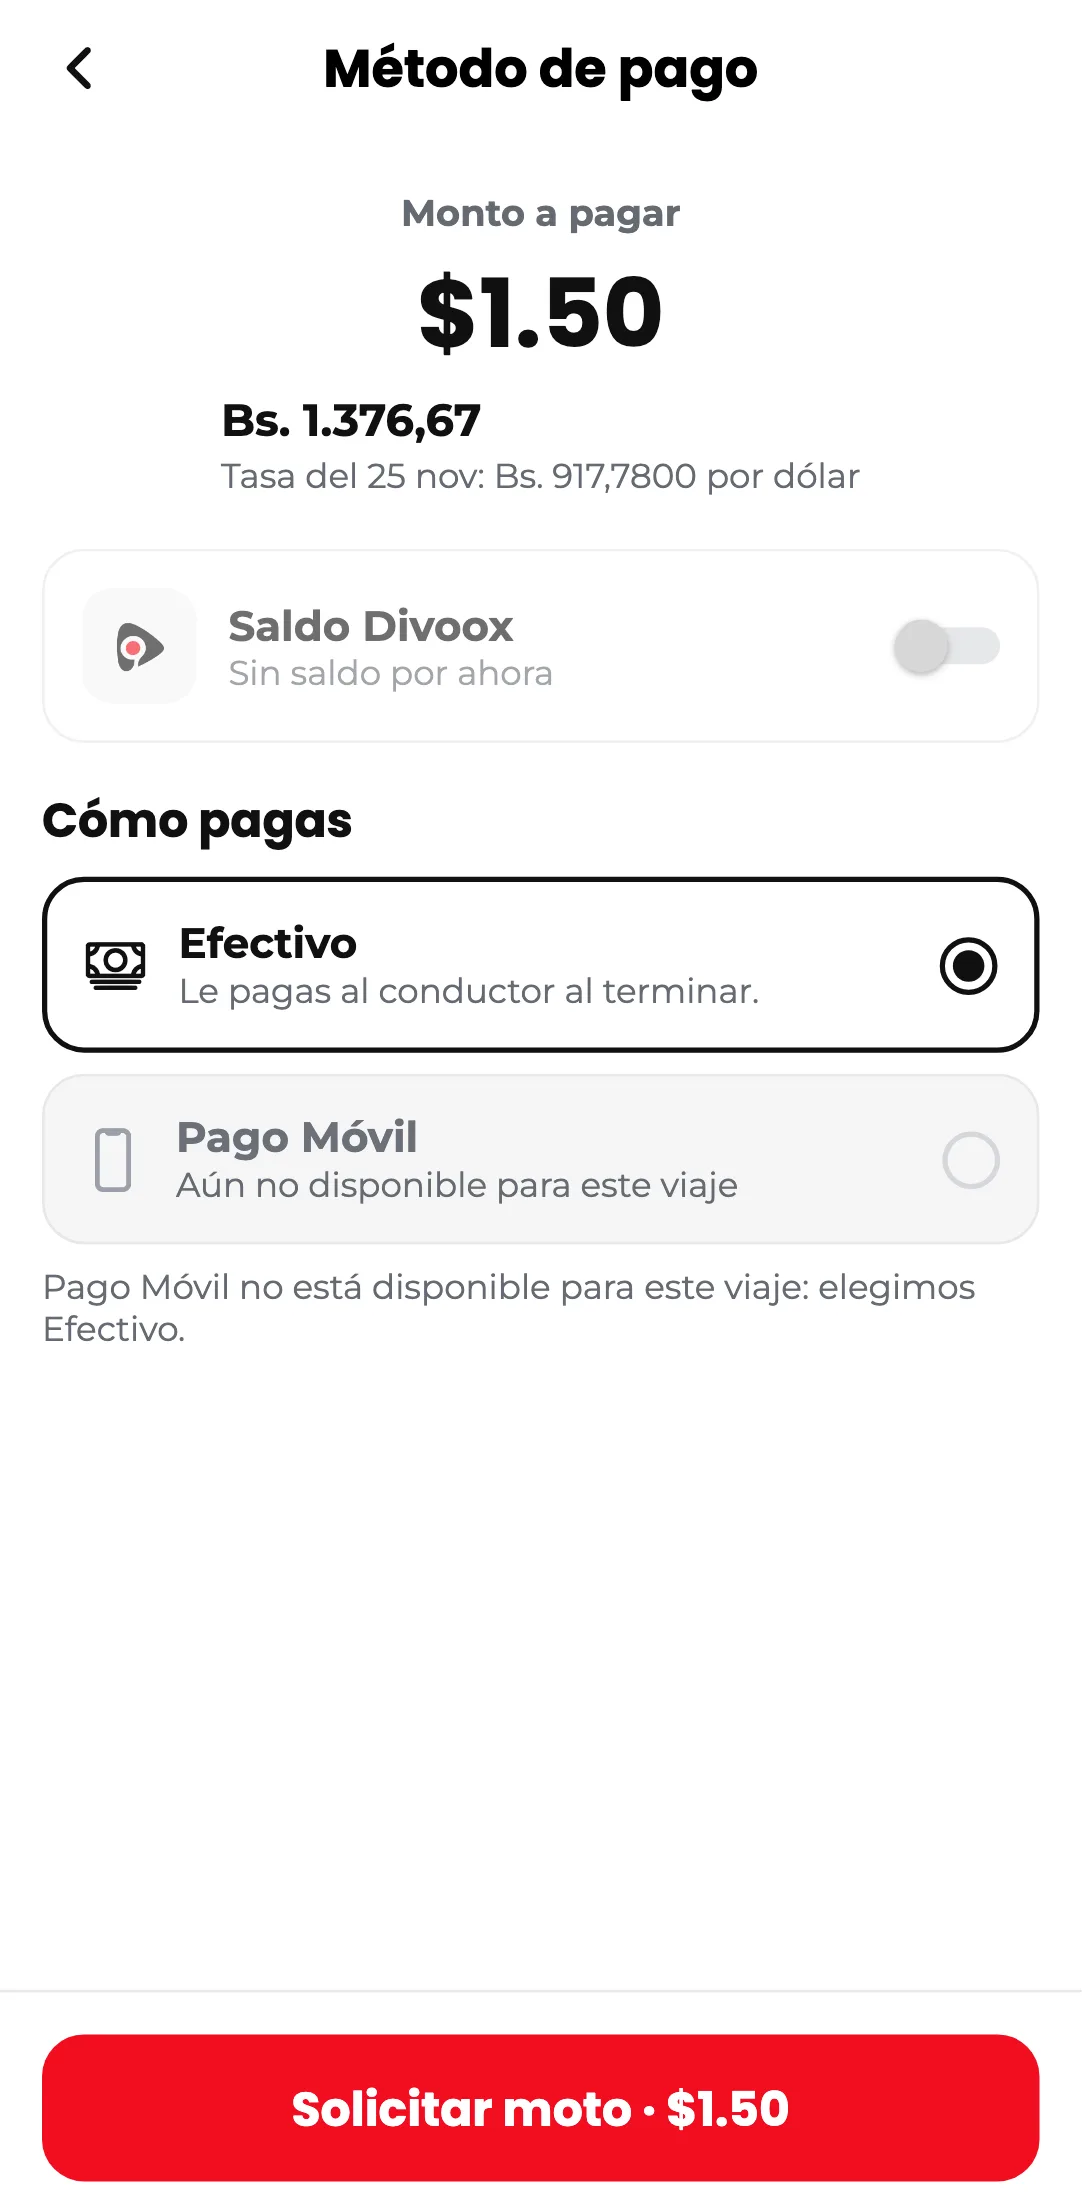 Método de pago
Monto a pagar
$1.50
Bs. 1.376,67
Tasa del 25 nov: Bs. 917,7800 por dólar
Saldo Divoox
Sin saldo por ahora
Cómo pagas
Efectivo
Le pagas al conductor al terminar.
Pago Móvil
Aún no disponible para este viaje
Pago Móvil no está disponible para este viaje: elegimos
Efectivo.
Solicitar moto · $1.50